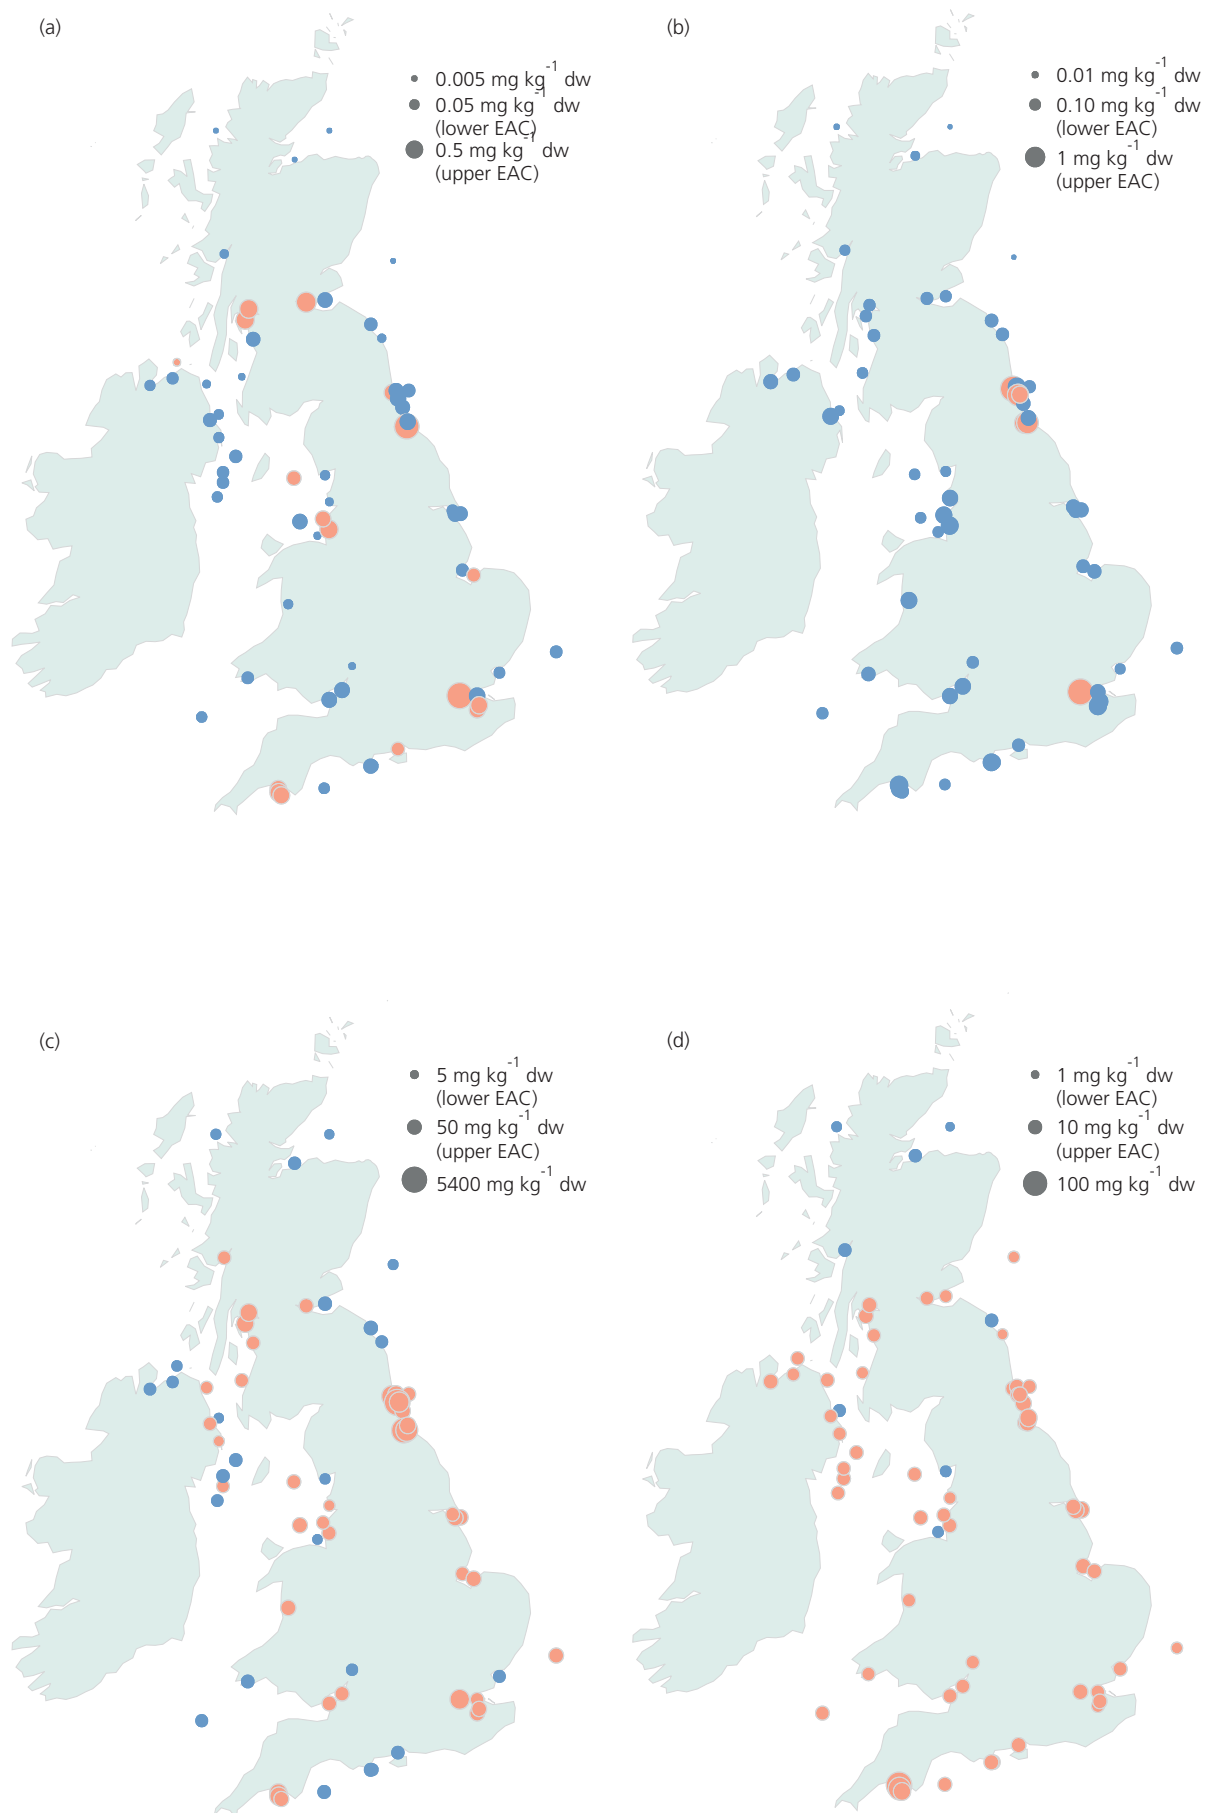 (a)
0.005 mg kg-1 dw
0.05 mg kg-1 dw
(lower EAC)
0.5 mg kg-1 dw
(upper EAC)
(b)
0.01 mg kg-1 dw
0.10 mg kg-1 dw
(lower EAC)
1 mg kg-1 dw
(upper EAC)
(c)
5 mg kg-1 dw
(lower EAC)
50 mg kg-1 dw
(upper EAC)
5400 mg kg-1 dw
(d)
1 mg kg-1 dw
(lower EAC)
10 mg kg-1 dw
(upper EAC)
100 mg kg-1 dw